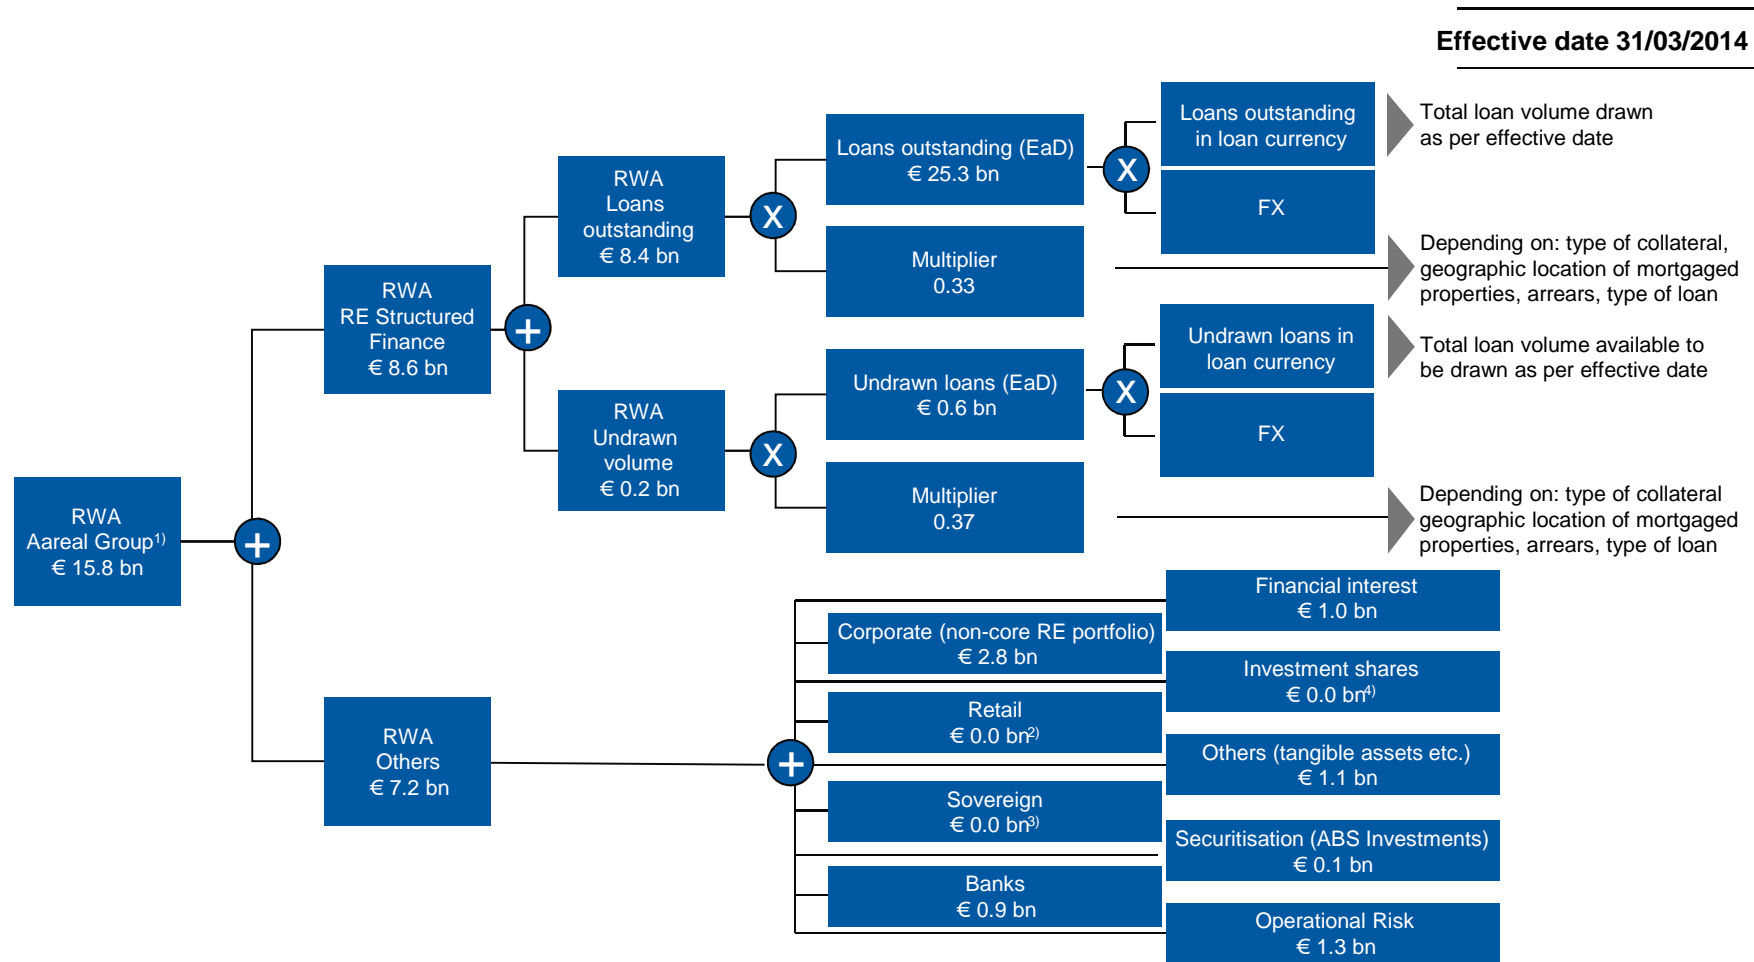 Effective date 31/03/2014
Loans outstanding
in loan currency
Total loan volume drawn
as per effective date
Loans outstanding (EaD)
€ 25.3 bn
X
FX
RWA
Loans
outstanding
€ 8.4 bn
X
Multiplier
0.33
Depending on: type of collateral,
geographic location of mortgaged
properties, arrears, type of loan
RWA
RE Structured
Finance
€ 8.6 bn
+
Undrawn loans in
loan currency
Total loan volume available to
be drawn as per effective date
Undrawn loans (EaD)
€ 0.6 bn
X
FX
RWA
Undrawn
volume
€ 0.2 bn
X
Multiplier
0.37
Depending on: type of collateral
geographic location of mortgaged
properties, arrears, type of loan
RWA
Aareal Group1)
€ 15.8 bn
+
Financial interest
€ 1.0 bn
Corporate (non-core RE portfolio)
€ 2.8 bn
Investment shares
€ 0.0 bn4)
Retail
€ 0.0 bn2)
RWA
Others
€ 7.2 bn
+
Others (tangible assets etc.)
€ 1.1 bn
Sovereign
€ 0.0 bn3)
Securitisation (ABS Investments)
€ 0.1 bn
Banks
€ 0.9 bn
Operational Risk
€ 1.3 bn